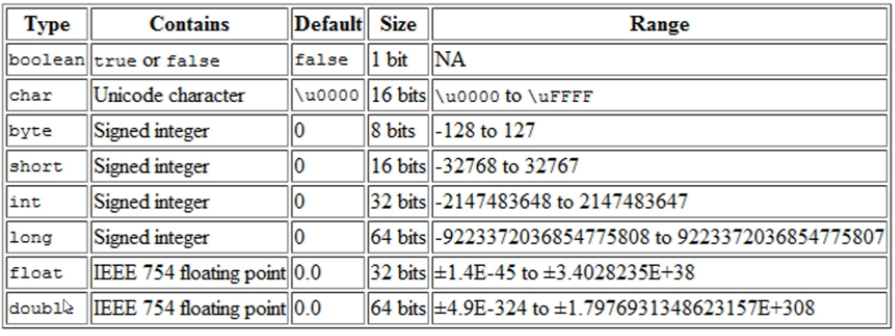 Type Contains Default Size Range
boolean true or false false 1 bit NA
char Unicode character \u0000 16 bits \u0000 to \uFFFF
byte Signed integer 0 8 bits -128 to 127
short Signed integer 0 16 bits -32768 to 32767
int Signed integer 0 32 bits -2147483648 to 2147483647
long Signed integer 0 64 bits -9223372036854775808 to 9223372036854775807
float IEEE 754 floating point 0.0 32 bits ±1.4E-45 to ±3.4028235E+38
double IEEE 754 floating point 0.0 64 bits ±4.9E-324 to ±1.7976931348623157E+308